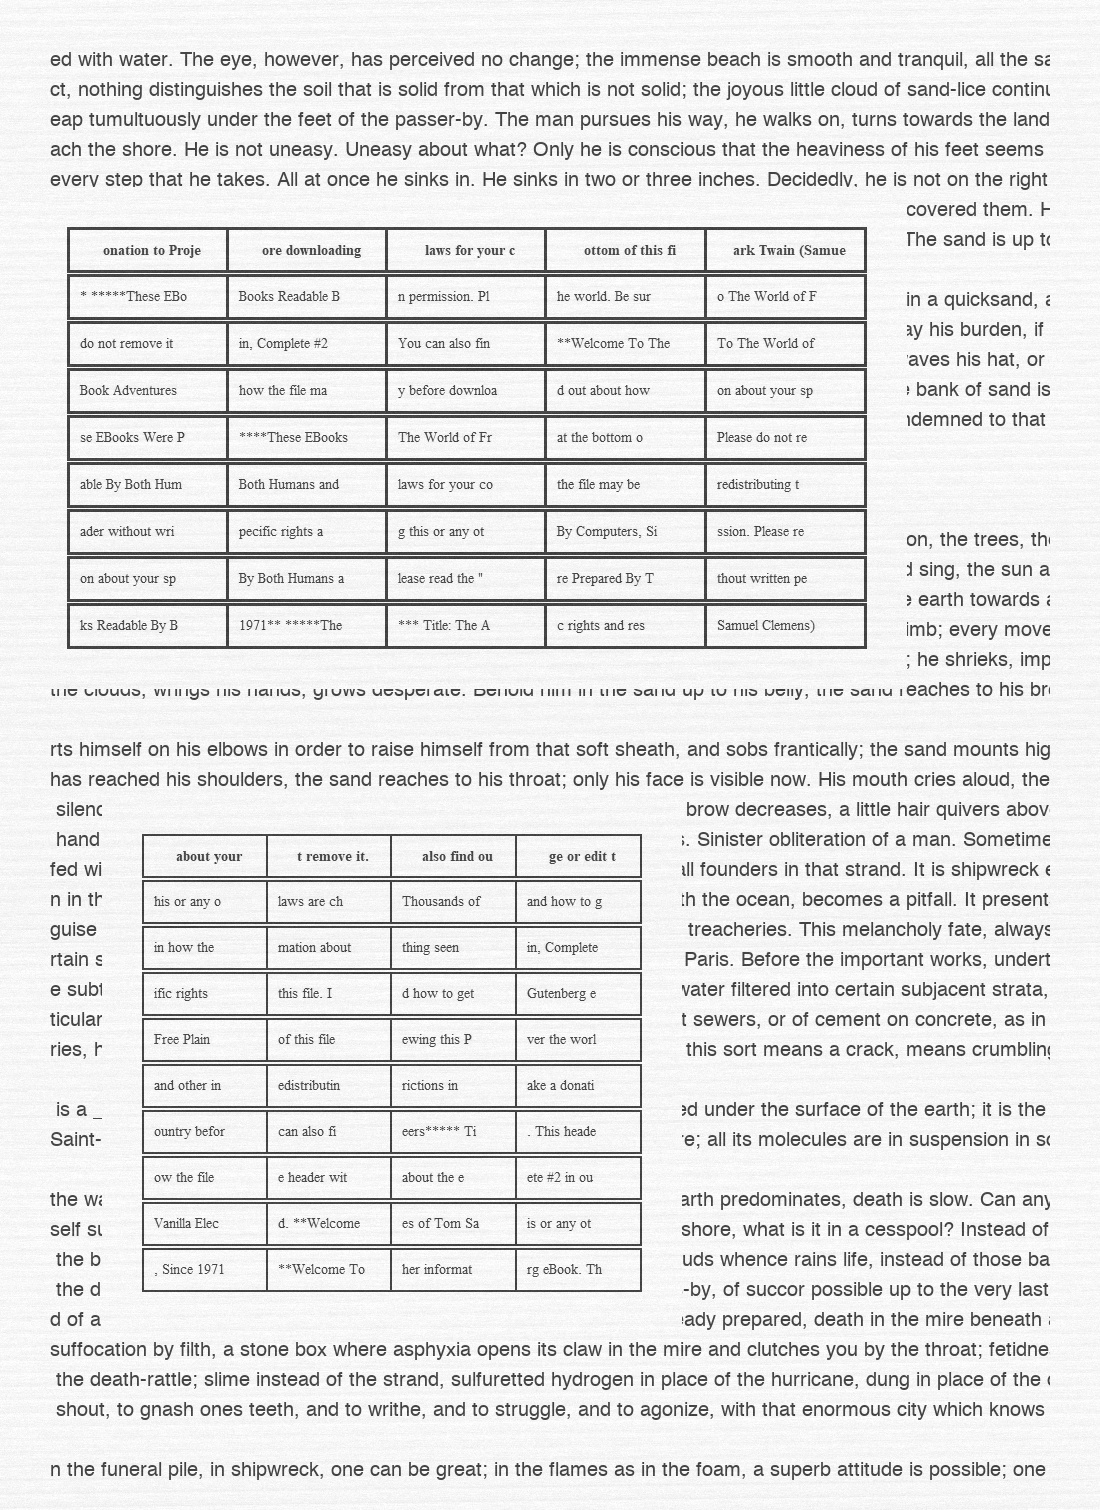 ed with water. The eye, however, has perceived no change; the immense beach is smooth and tranquil, all the
ct, nothing distinguishes the soil that is solid from that which is not solid; the joyous little cloud of sand-lice
eap tumultuously under the feet of the passer-by. The man pursues his way, he walks on, turns towards the land
ach the shore. He is not uneasy. Uneasy about what? Only he is conscious that the heaviness of his feet seems
every step that he takes. All at once he sinks in. He sinks in two or three inches. Decidedly, he is not on the right
covered them.
The sand is up
onation to Proje ore downloading laws for your c ottom of this fi ark Twain (Samue
* *****These EBo Books Readable B n permission. Pl he world. Be sur o The World of F
do not remove it in, Complete #2 You can also fin **Welcome To The To The World of
Book Adventures how the file ma y before downloa d out about how on about your sp
se EBooks Were P ****These EBooks The World of Fr at the bottom o Please do not re
able By Both Hum Both Humans and laws for your co the file may be redistributing t
ader without wri pecific rights a g this or any ot By Computers, Si ssion. Please re
on about your sp By Both Humans a lease read the " re Prepared By T thout written pe
ks Readable By B 1971** *****The *** Title: The A c rights and res Samuel Clemens)
in a quicksand,
ay his burden, if
aves his hat, or
bank of sand is
ndemned to that
on, the trees,
sing, the sun
earth towards
imb; every move
; he shrieks, imp
the clouds, wrings his hands, grows desperate. Behold him in the sand up to his belly, the sand reaches to his
rts himself on his elbows in order to raise himself from that soft sheath, and sobs frantically; the sand mounts hig
has reached his shoulders, the sand reaches to his throat; only his face is visible now. His mouth cries aloud, the
silenc brow decreases, a little hair quivers abov
hand s. Sinister obliteration of a man. Sometime
fed wi all founders in that strand. It is shipwreck
n in th th the ocean, becomes a pitfall. It present
guise treacheries. This melancholy fate, always
rtain s Paris. Before the important works, undert
e subt water filtered into certain subjacent strata,
ticular t sewers, or of cement on concrete, as in
ries, h this sort means a crack, means crumbling
is a _ ed under the surface of the earth; it is the
Saint- re; all its molecules are in suspension in
the wa arth predominates, death is slow. Can any
self su shore, what is it in a cesspool? Instead of
the b uds whence rains life, instead of those ba
the d -by, of succor possible up to the very last
d of a eady prepared, death in the mire beneath
about your t remove it. also find ou ge or edit t
his or any o laws are ch Thousands of and how to g
in how the mation about thing seen in, Complete
ific rights this file. I d how to get Gutenberg e
Free Plain of this file ewing this P ver the worl
and other in edistributin rictions in ake a donati
ountry befor can also fi eers***** Ti . This heade
ow the file e header wit about the e ete #2 in ou
Vanilla Elec d. **Welcome es of Tom Sa is or any ot
, Since 1971 **Welcome To her informat rg eBook. Th
suffocation by filth, a stone box where asphyxia opens its claw in the mire and clutches you by the throat; fetidne
the death-rattle; slime instead of the strand, sulfuretted hydrogen in place of the hurricane, dung in place of the
shout, to gnash ones teeth, and to writhe, and to struggle, and to agonize, with that enormous city which knows
n the funeral pile, in shipwreck, one can be great; in the flames as in the foam, a superb attitude is possible; one